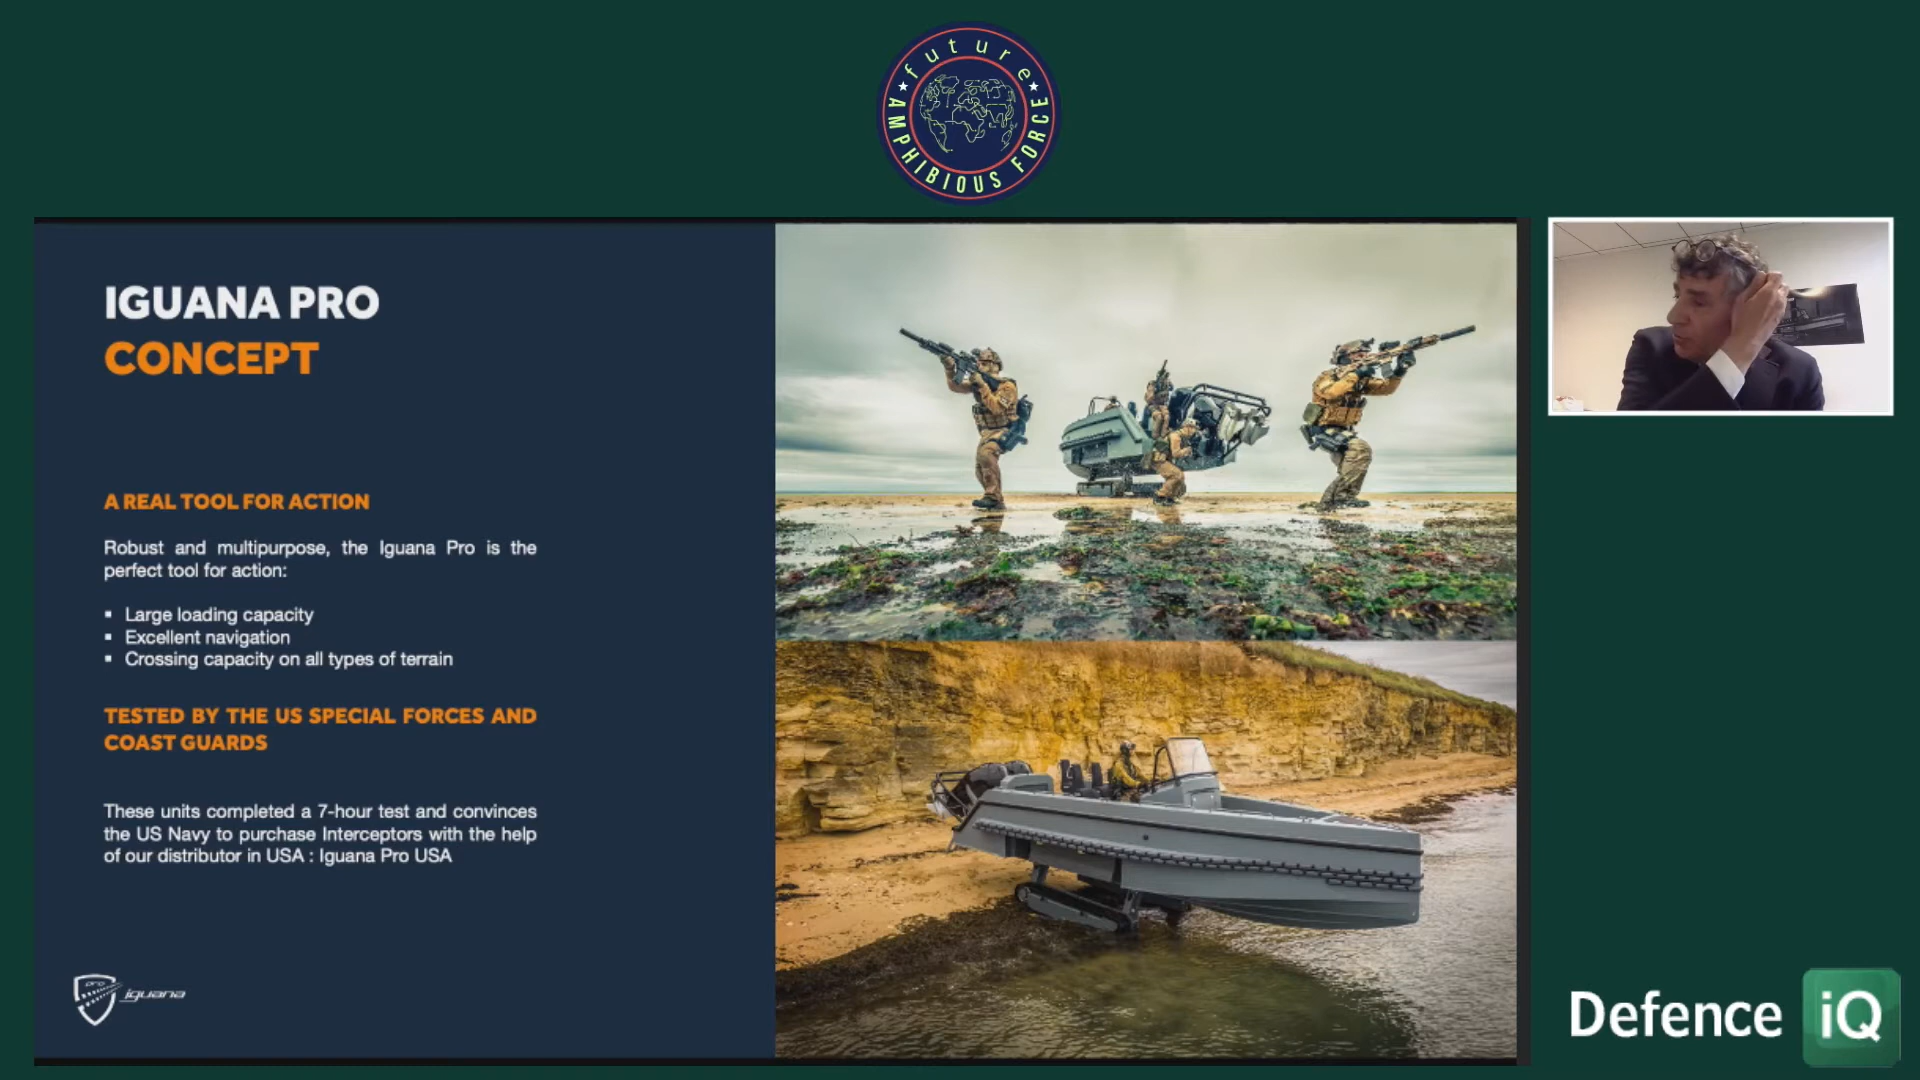 future
AMPHIBIOUS FORCE
IGUANA PRO
CONCEPT
A REAL TOOL FOR ACTION
Robust and multipurpose, the Iguana Pro is the
perfect tool for action:
▪ Large loading capacity
▪ Excellent navigation
▪ Crossing capacity on all types of terrain
TESTED BY THE US SPECIAL FORCES AND
COAST GUARDS
These units completed a 7-hour test and convinces
the US Navy to purchase Interceptors with the help
of our distributor in USA : Iguana Pro USA
pro
iguana
Defence iQ